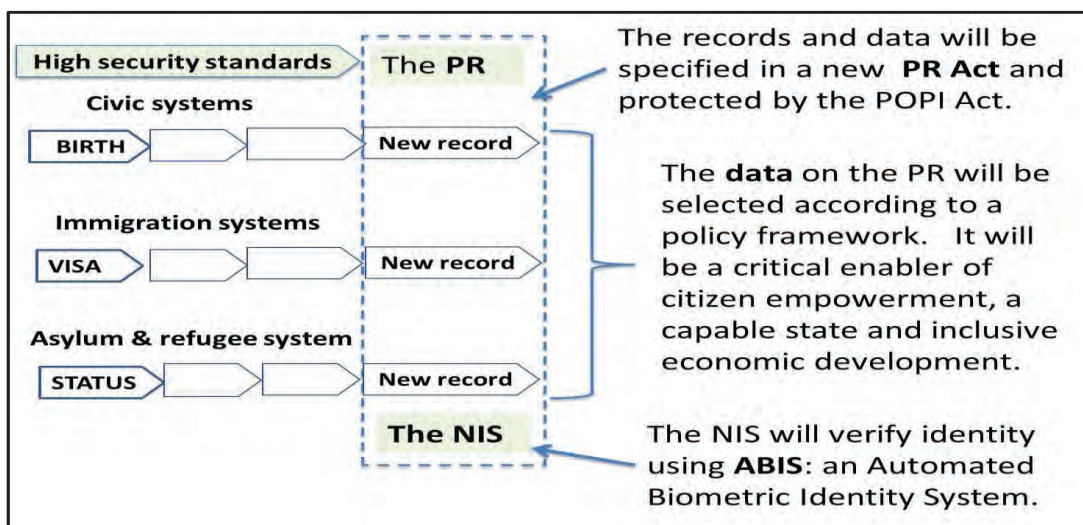 High security standards
The PR
Civic systems
BIRTH
New record
Immigration systems
VISA
New record
Asylum & refugee system
STATUS
New record
The NIS
The records and data will be
specified in a new PR Act and
protected by the POPI Act.
The data on the PR will be
selected according to a
policy framework. It will
be a critical enabler of
citizen empowerment, a
capable state and inclusive
economic development.
The NIS will verify identity
using ABIS: an Automated
Biometric Identity System.